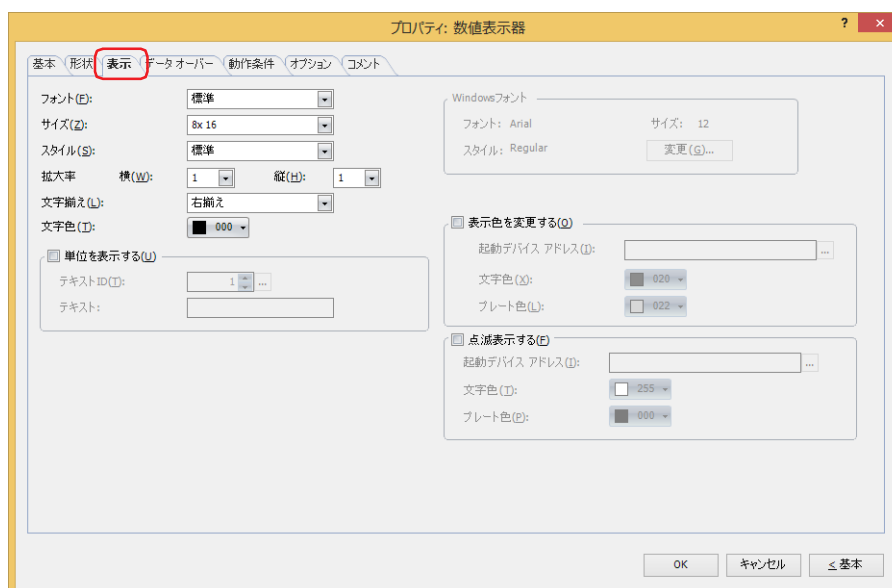 プロパティ: 数値表示器
? ×
基本 形状 表示 データ オーバー 動作条件 オプション コメント
フォント(F): 標準
サイズ(Z): 8x 16
スタイル(S): 標準
拡大率 横(W): 1 縦(H): 1
文字揃え(L): 右揃え
文字色(T): 000
単位を表示する(U)
テキスト ID(T): 1 ...
テキスト:
Windowsフォント
フォント: Arial サイズ: 12
スタイル: Regular 変更(G)...
表示色を変更する(O)
起動デバイス アドレス(I): ...
文字色(X): 020
プレート色(L): 022
点滅表示する(F)
起動デバイス アドレス(I): ...
文字色(T): 255
プレート色(P): 000
OK キャンセル < 基本